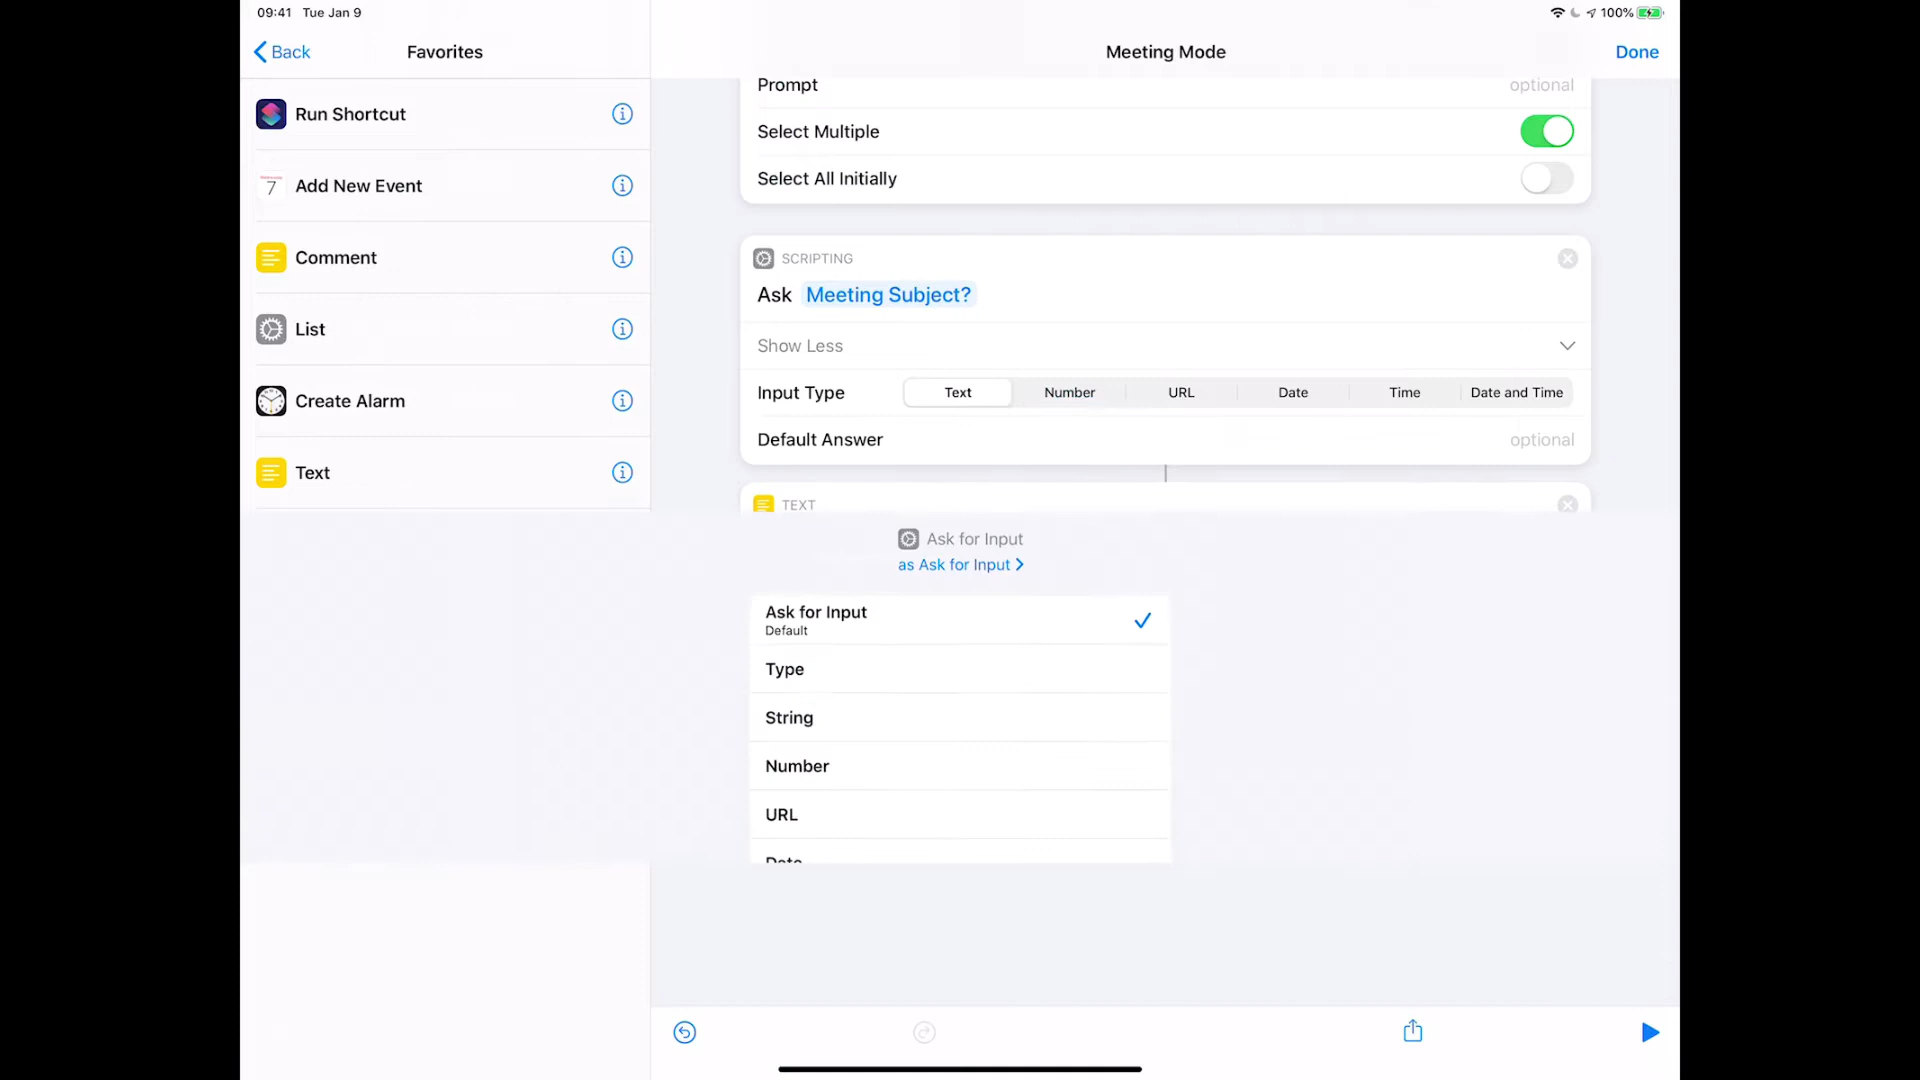 09:41 Tue Jan 9
100%
Back
Favorites
Run Shortcut
7
Add New Event
Comment
List
Create Alarm
Text
Meeting Mode
Done
Prompt
optional
Select Multiple
Select All Initially
SCRIPTING
Ask Meeting Subject?
Show Less
Input Type
Text
Number
URL
Date
Time
Date and Time
Default Answer
optional
TEXT
Ask for Input
as Ask for Input
Ask for Input
Default
Type
String
Number
URL
Date